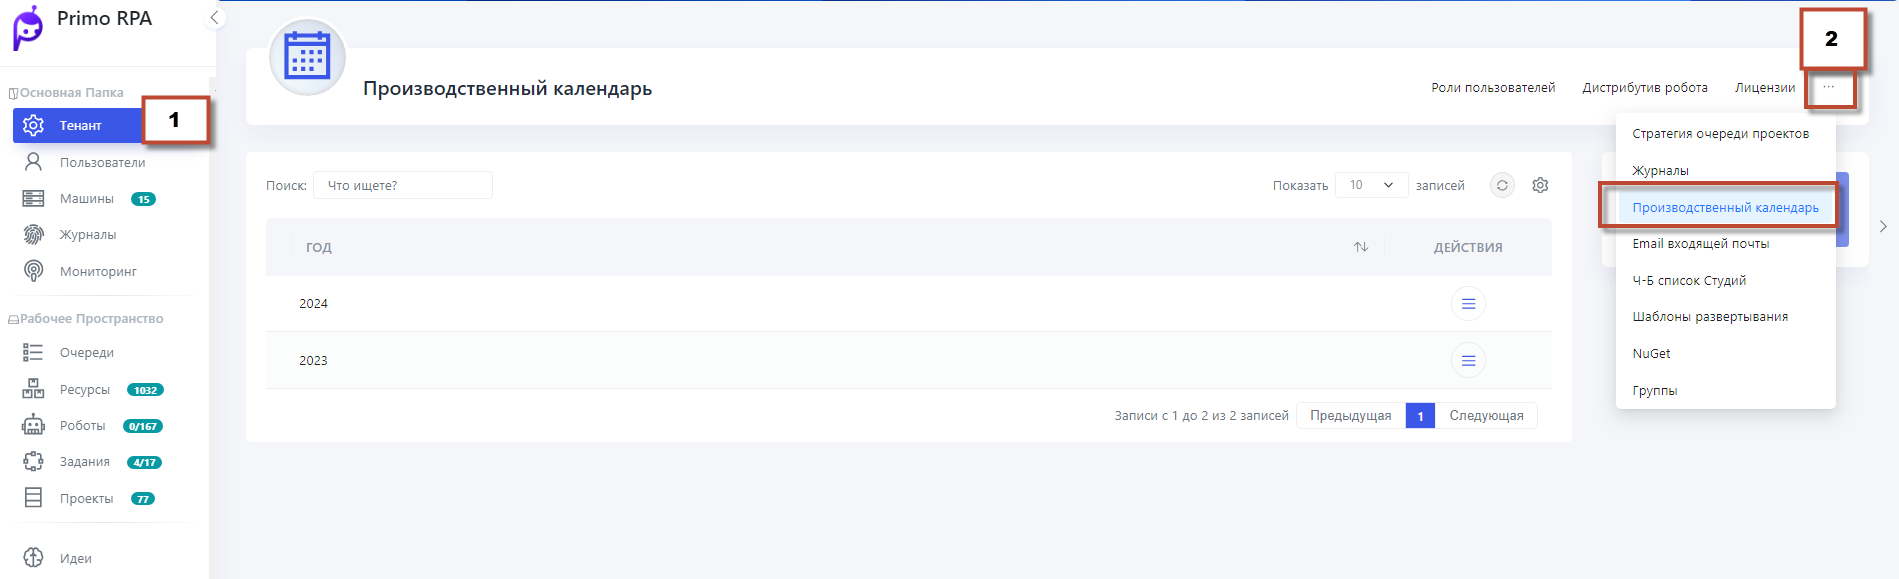 Primo RPA
Основная Папка
Тенант
1
Пользователи
Машины 15
Журналы
Мониторинг
Рабочее Пространство
Очереди
Ресурсы 1032
Роботы 0/167
Задания 4/17
Проекты 77
Идеи
Производственный календарь
Роли пользователей Дистрибутив робота Лицензии ...
2
Стратегия очереди проектов
Журналы
Производственный календарь
Email входящей почты
Ч-Б список Студий
Шаблоны развертывания
NuGet
Группы
Поиск: Что ищете?
Показать 10 записей
ГОД ДЕЙСТВИЯ
2024
2023
Записи с 1 до 2 из 2 записей Предыдущая 1 Следующая